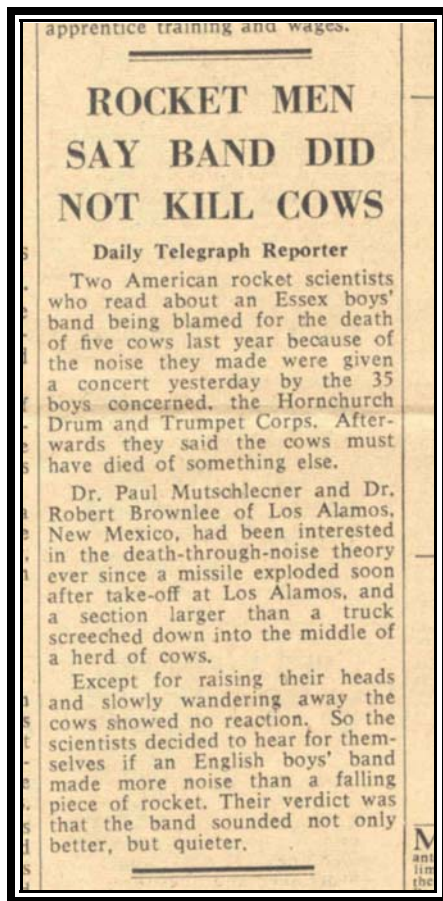 apprentice training and wages.
ROCKET MEN
SAY BAND DID
NOT KILL COWS
Daily Telegraph Reporter
Two American rocket scientists
who read about an Essex boys'
band being blamed for the death
of five cows last year because of
the noise they made were given
a concert yesterday by the 35
boys concerned, the Hornchurch
Drum and Trumpet Corps. After-
wards they said the cows must
have died of something else.
Dr. Paul Mutschlecner and Dr.
Robert Brownlee of Los Alamos,
New Mexico, had been interested
in the death-through-noise theory
ever since a missile exploded soon
after take-off at Los Alamos, and
a section larger than a truck
screeched down into the middle of
a herd of cows.
Except for raising their heads
and slowly wandering away the
cows showed no reaction. So the
scientists decided to hear for them-
selves if an English boys' band
made more noise than a falling
piece of rocket. Their verdict was
that the band sounded not only
better, but quieter.